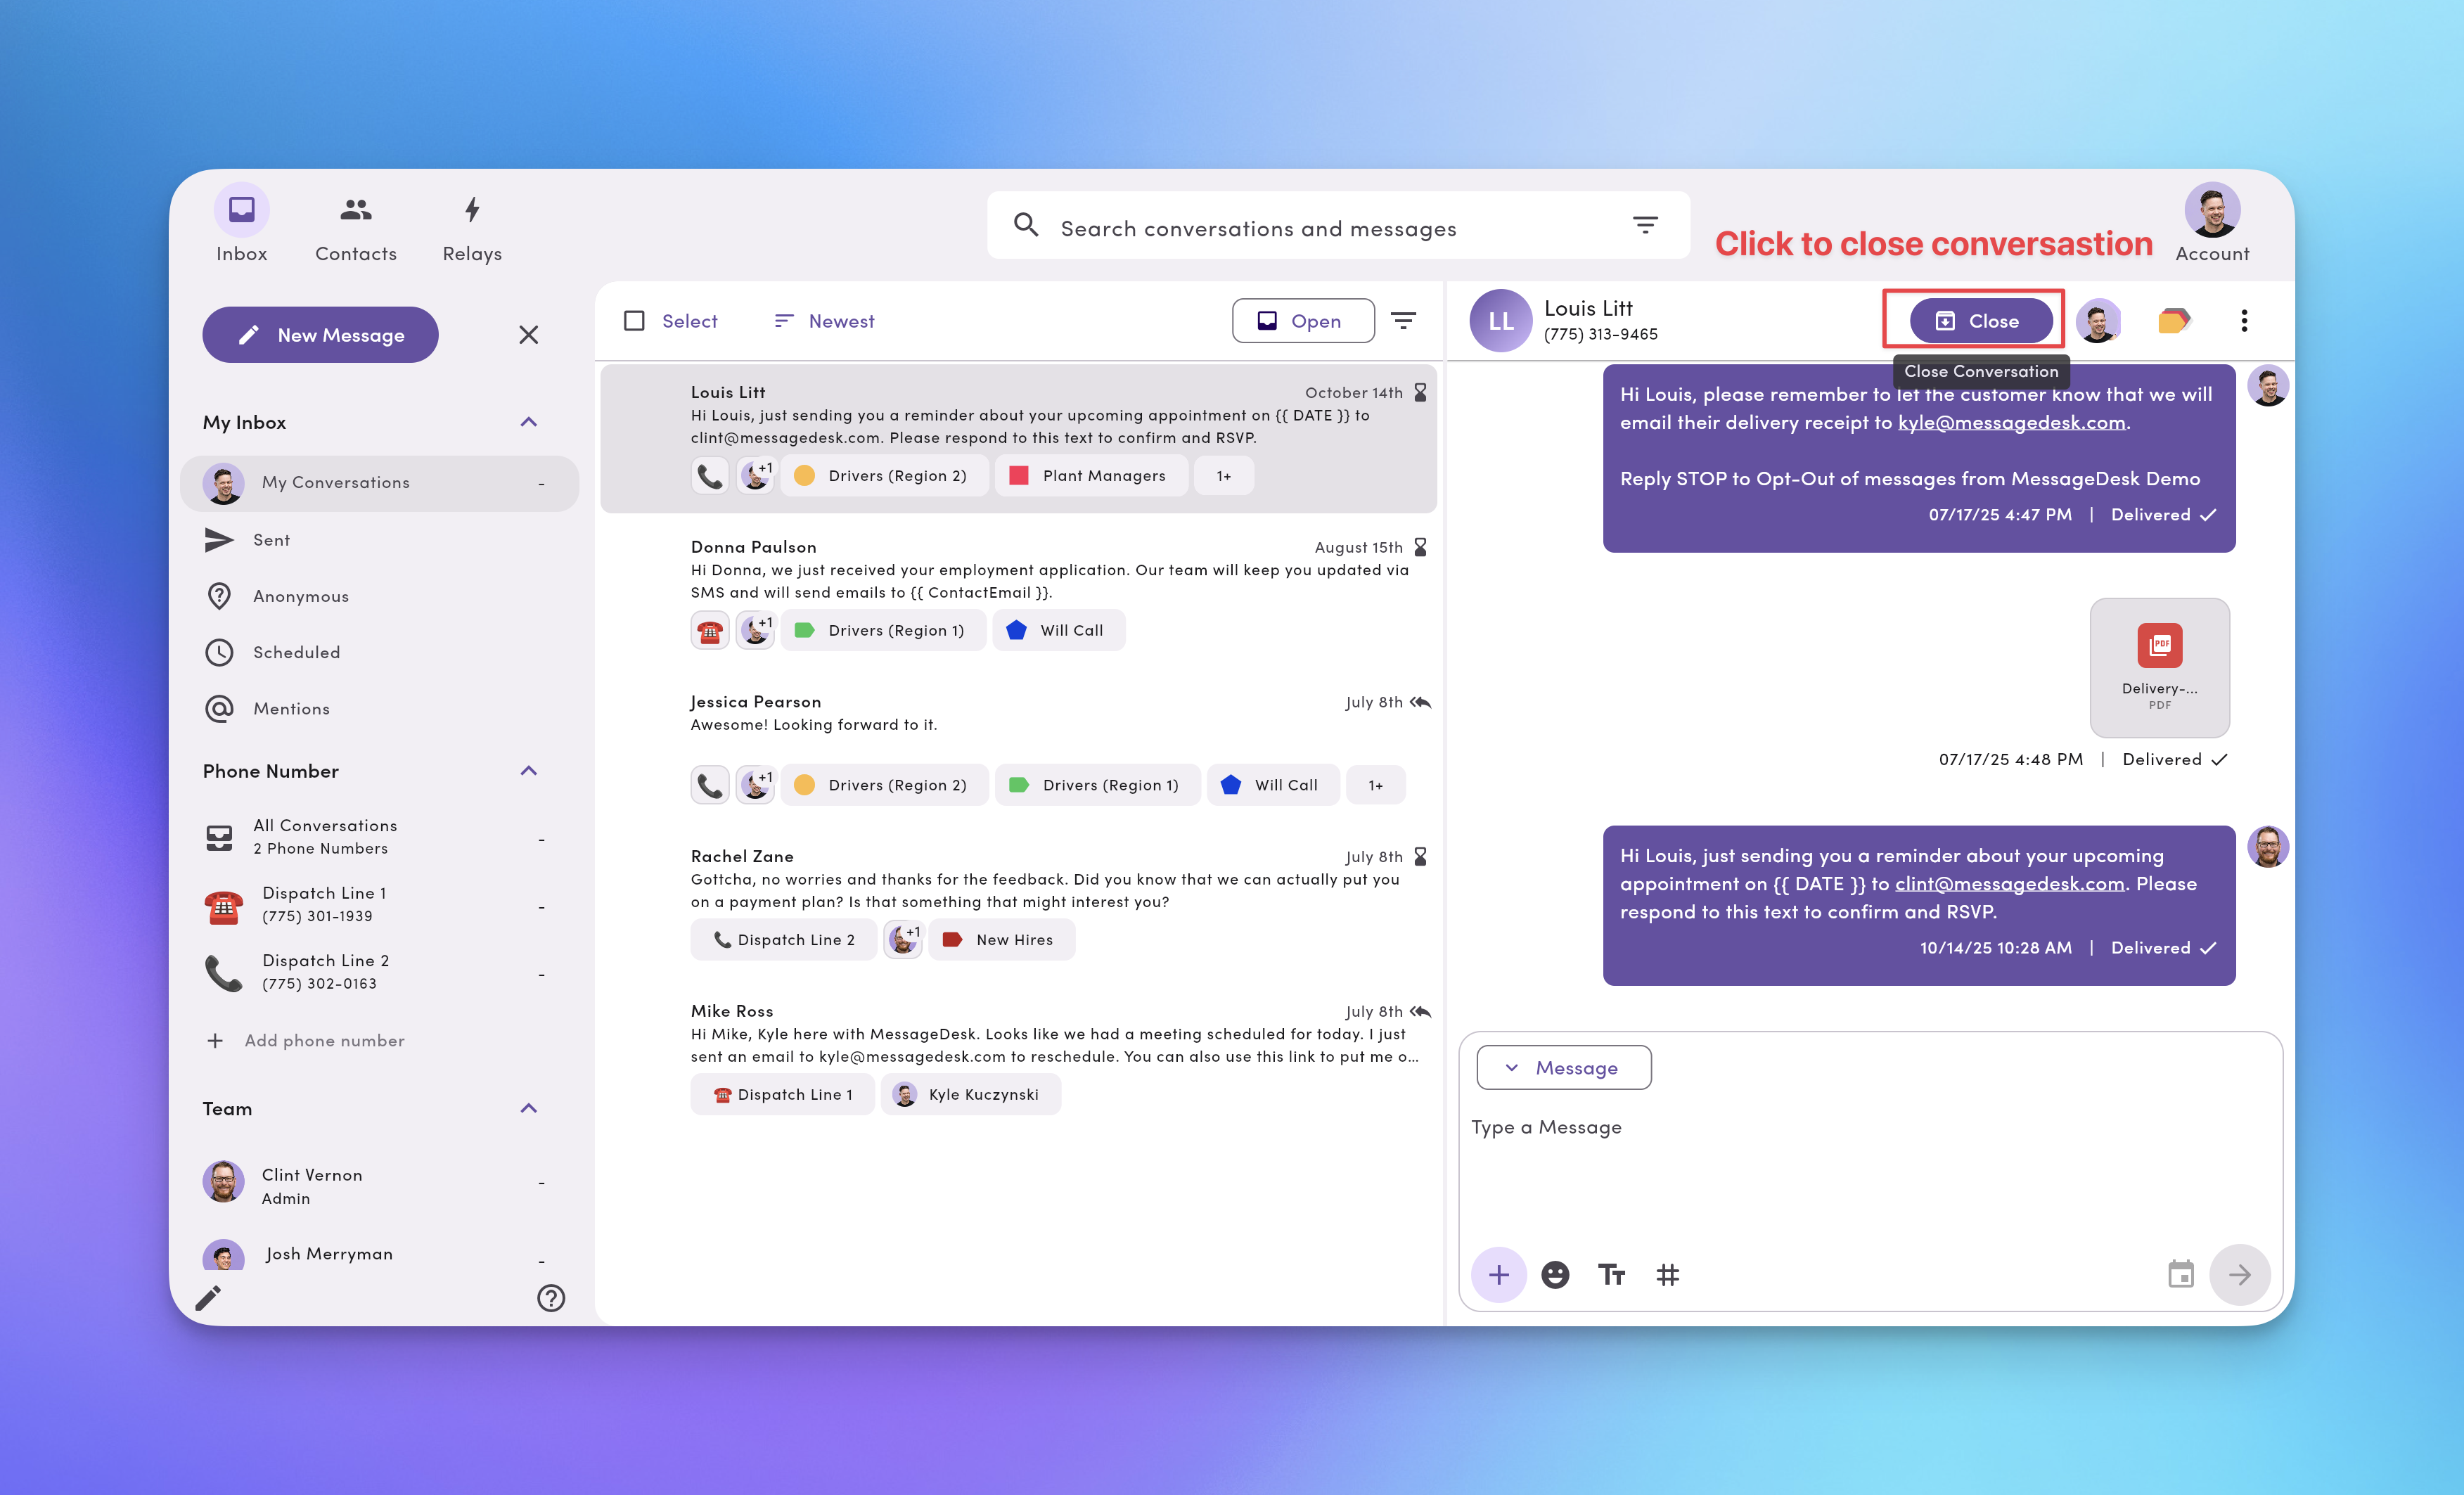 Inbox
Contacts
Relays
Search conversations and messages
Click to close conversastion
Account
New Message
My Inbox
My Conversations
-
Sent
Anonymous
Scheduled
Mentions
Phone Number
All Conversations
2 Phone Numbers
-
Dispatch Line 1
(775) 301-1939
-
Dispatch Line 2
(775) 302-0163
-
Add phone number
Team
Clint Vernon
Admin
-
Josh Merryman
-
Select
Newest
Open
Louis Litt
October 14th
Hi Louis, just sending you a reminder about your upcoming appointment on {{ DATE }} to
clint@messagedesk.com. Please respond to this text to confirm and RSVP.
+1
Drivers (Region 2)
Plant Managers
1+
Donna Paulson
August 15th
Hi Donna, we just received your employment application. Our team will keep you updated via
SMS and will send emails to {{ ContactEmail }}.
+1
Drivers (Region 1)
Will Call
Jessica Pearson
July 8th
Awesome! Looking forward to it.
+1
Drivers (Region 2)
Drivers (Region 1)
Will Call
1+
Rachel Zane
July 8th
Gottcha, no worries and thanks for the feedback. Did you know that we can actually put you
on a payment plan? Is that something that might interest you?
Dispatch Line 2
+1
New Hires
Mike Ross
July 8th
Hi Mike, Kyle here with MessageDesk. Looks like we had a meeting scheduled for today. I just
sent an email to kyle@messagedesk.com to reschedule. You can also use this link to put me o...
Dispatch Line 1
Kyle Kuczynski
LL
Louis Litt
(775) 313-9465
Close
Close Conversation
Hi Louis, please remember to let the customer know that we will
email their delivery receipt to kyle@messagedesk.com.
Reply STOP to Opt-Out of messages from MessageDesk Demo
07/17/25 4:47 PM | Delivered
PDF
Delivery-...
PDF
07/17/25 4:48 PM | Delivered
Hi Louis, just sending you a reminder about your upcoming
appointment on {{ DATE }} to clint@messagedesk.com. Please
respond to this text to confirm and RSVP.
10/14/25 10:28 AM | Delivered
Message
Type a Message